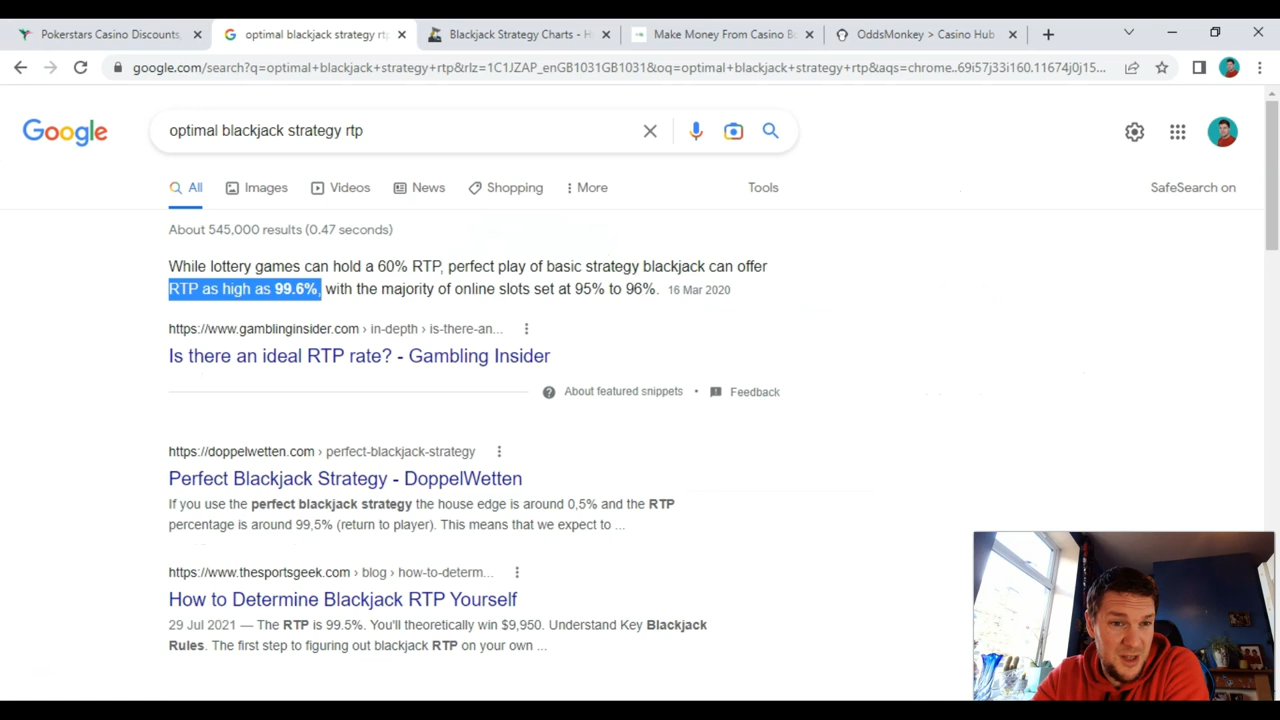 Pokerstars Casino Discounts,
optimal blackjack strategy rt
Blackjack Strategy Charts - H
Make Money From Casino B
OddsMonkey > Casino Hub
google.com/search?q=optimal+blackjack+strategy+rtp&rlz=1C1JZAP_enGB1031GB1031&oq=optimal+blackjack+strategy+rtp&aqs=chrome...69i57j33i160.11674j0j15...
Google
optimal blackjack strategy rtp
All Images Videos News Shopping More Tools SafeSearch on
About 545,000 results (0.47 seconds)
While lottery games can hold a 60% RTP, perfect play of basic strategy blackjack can offer
RTP as high as 99.6%, with the majority of online slots set at 95% to 96%. 16 Mar 2020
https://www.gamblinginsider.com › in-depth › is-there-an...
Is there an ideal RTP rate? - Gambling Insider
About featured snippets • Feedback
https://doppelwetten.com › perfect-blackjack-strategy
Perfect Blackjack Strategy - DoppelWetten
If you use the perfect blackjack strategy the house edge is around 0,5% and the RTP
percentage is around 99,5% (return to player). This means that we expect to ...
https://www.thesportsgeek.com › blog › how-to-determ...
How to Determine Blackjack RTP Yourself
29 Jul 2021 — The RTP is 99.5%. You'll theoretically win $9,950. Understand Key Blackjack
Rules. The first step to figuring out blackjack RTP on your own ...